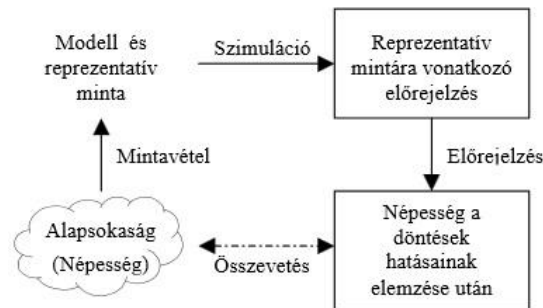 Modell és
reprezentatív
minta
Szimuláció
Reprezentatív
mintára vonatkozó
előrejelzés
Mintavétel
Előrejelzés
Alapsokaság
(Népesség)
Összevetés
Népesség a
döntések
hatásainak
elemzése után